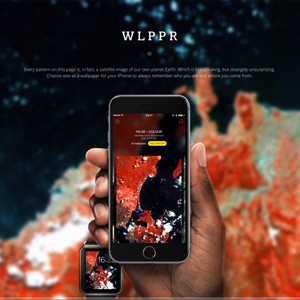 WLPPR
Every pattern on this page is, in fact, a satellite image of our own planet Earth. Which is breathtaking, but strangely unsurprising.
Choose one as a wallpaper for your iPhone to always remember who you are and where you come from.
FALSE – COLOUR